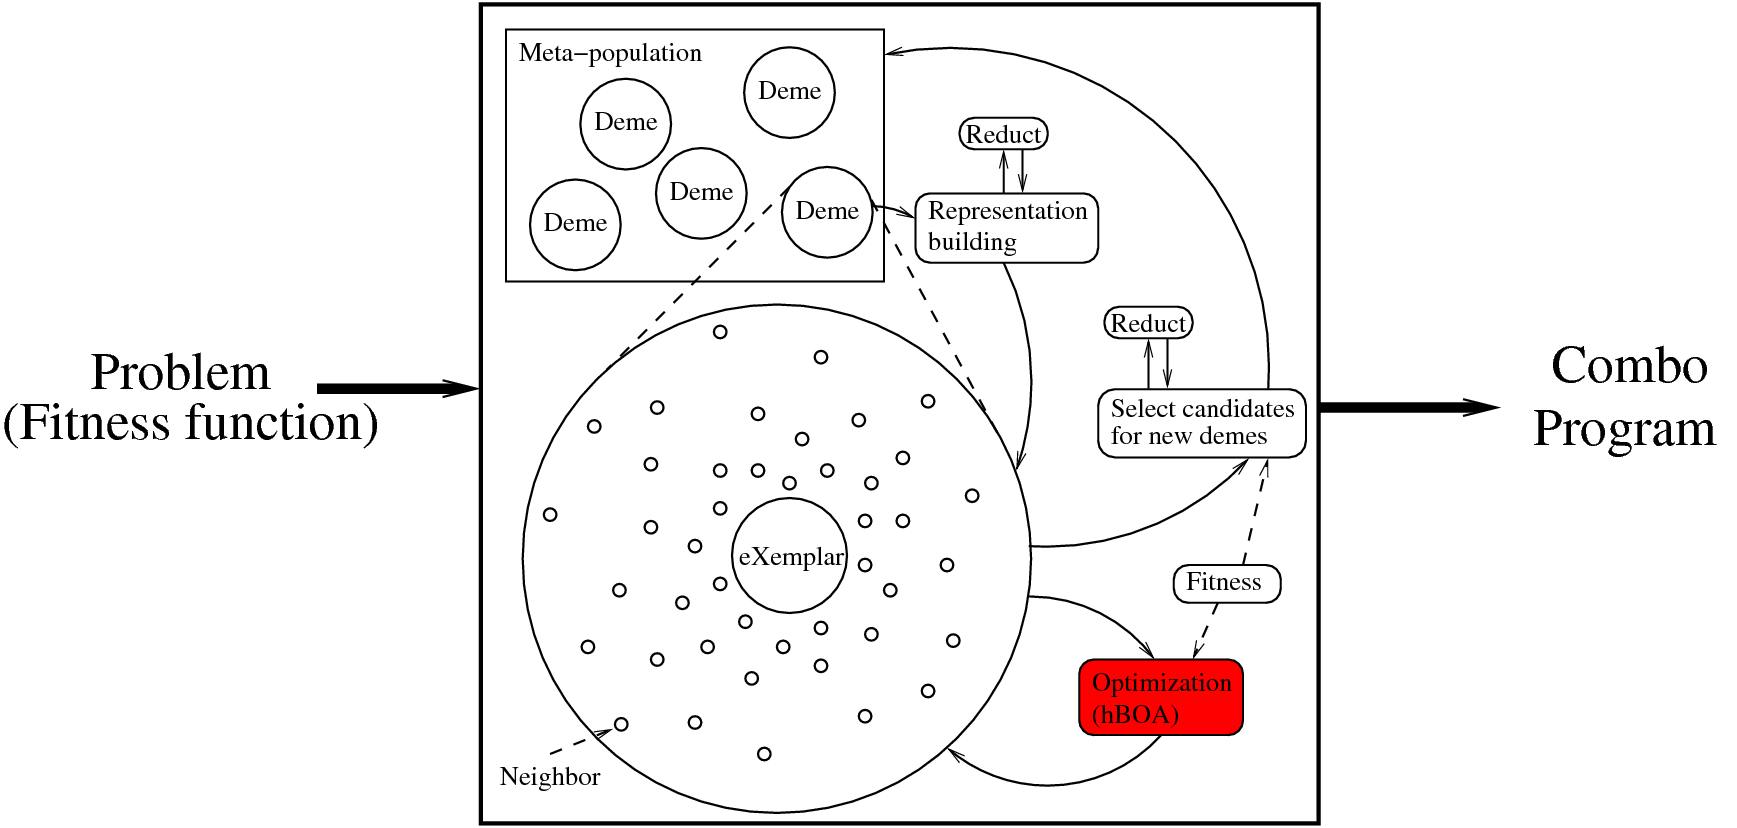 Problem
(Fitness function)
Meta-population
Deme
Deme
Deme
Deme
Deme
Reduct
Representation
building
Reduct
Select candidates
for new demes
eXemplar
Fitness
Optimization
(hBOA)
Neighbor
Combo
Program